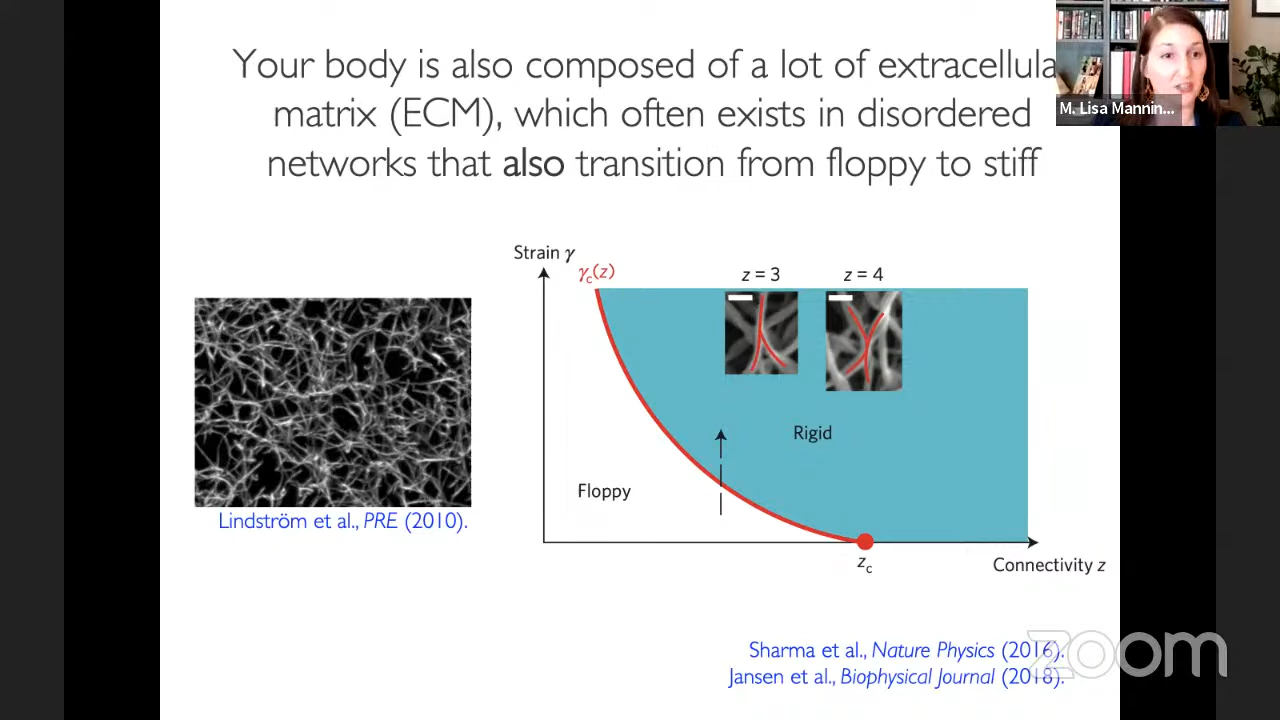 Your body is also composed of a lot of extracellula
matrix (ECM), which often exists in disordered
networks that also transition from floppy to stiff
M. Lisa Mannin...
Strain γ
γc(z)
z = 3
z = 4
Rigid
Floppy
zc
Connectivity z
Lindström et al., PRE (2010).
Sharma et al., Nature Physics (2016).
Jansen et al., Biophysical Journal (2018).
zoom